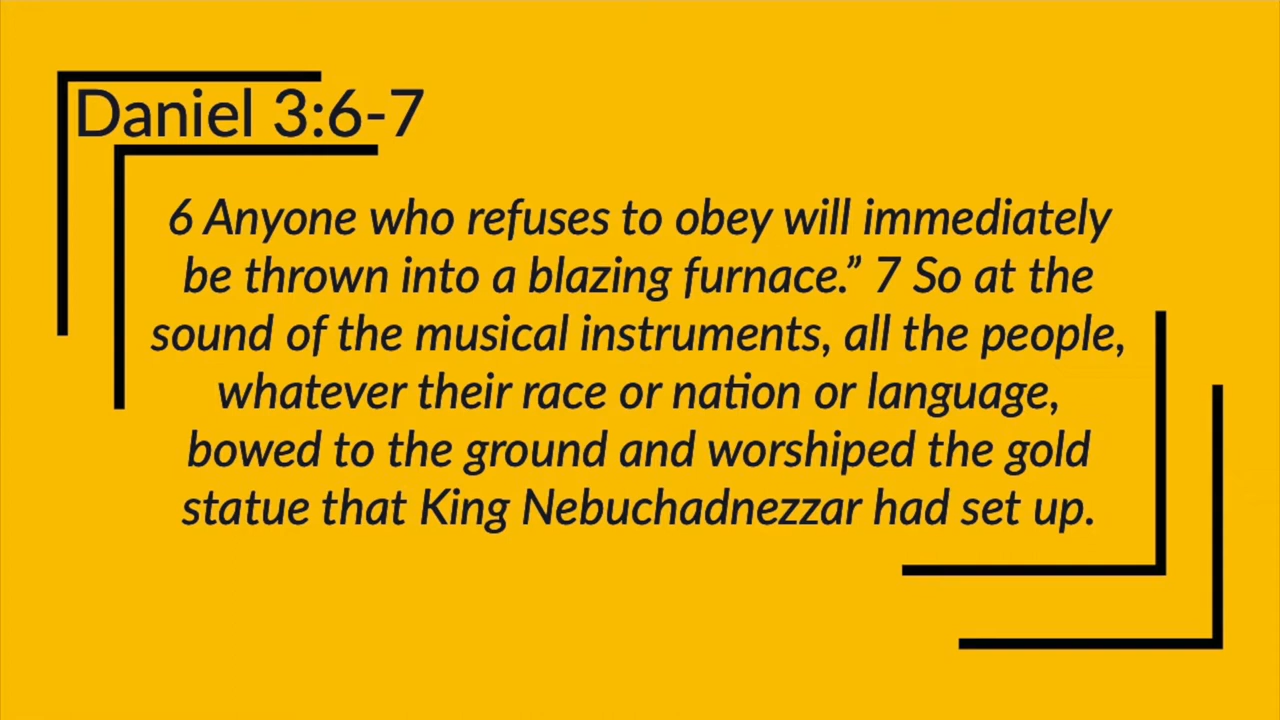 Daniel 3:6-7
6 Anyone who refuses to obey will immediately
be thrown into a blazing furnace.” 7 So at the
sound of the musical instruments, all the people,
whatever their race or nation or language,
bowed to the ground and worshiped the gold
statue that King Nebuchadnezzar had set up.